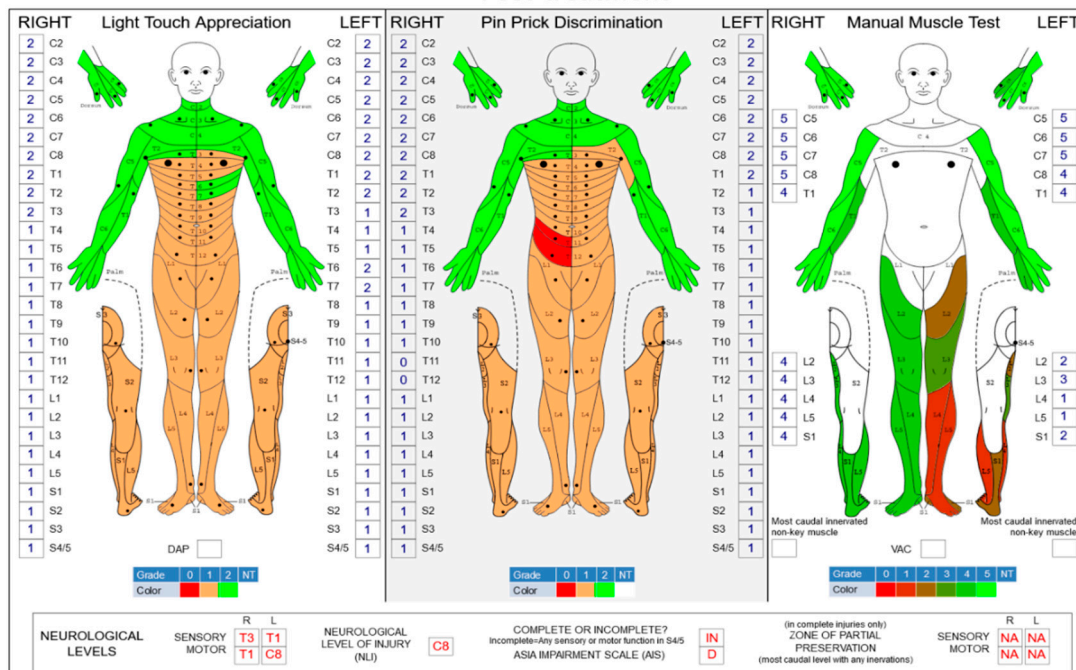 RIGHT Light Touch Appreciation LEFT RIGHT Pin Prick Discrimination LEFT RIGHT Manual Muscle Test LEFT
2 C2 C2 2 2 C2 C2 2
2 C3 C3 2 2 C3 C3 2
2 C4 C4 2 2 C4 C4 2
2 C5 C5 2 2 C5 C5 2
2 C6 C6 2 2 C6 C6 2 5 C5 C5 5
2 C7 C7 2 2 C7 C7 2 5 C6 C6 5
2 C8 C8 2 2 C8 C8 2 5 C7 C7 5
2 T1 T1 2 2 T1 T1 2 5 C8 C8 4
2 T2 T2 2 2 T2 T2 1 4 T1 T1 4
2 T3 T3 1 2 T3 T3 1
1 T4 T4 1 1 T4 T4 1
1 T5 T5 1 1 T5 T5 1
1 T6 T6 2 1 T6 T6 1
1 T7 Palm T7 2 1 T7 Palm T7 1 Palm
1 T8 T8 1 1 T8 T8 1
1 T9 T9 1 1 T9 T9 1
1 T10 S4-5 T10 1 1 T10 S4-5 T10 1 S4-5
1 T11 T11 1 0 T11 T11 1 4 L2 L2 2
1 T12 T12 1 0 T12 T12 1 4 L3 L3 3
1 L1 L1 1 1 L1 L1 1 4 L4 L4 1
1 L2 L2 1 1 L2 L2 1 4 L5 L5 1
1 L3 L3 1 1 L3 L3 1 4 S1 S1 2
1 L4 L4 1 1 L4 L4 1
1 L5 L5 1 1 L5 L5 1
1 S1 S1 1 1 S1 S1 1
1 S2 S2 1 1 S2 S2 1
1 S3 S3 1 1 S3 S3 1
Most caudal innervated non-key muscle
Most caudal innervated non-key muscle
1 S4/5 DAP S4/5 1 1 S4/5 S4/5 1 VAC
Grade 0 1 2 NT Grade 0 1 2 NT Grade 0 1 2 3 4 5 NT
Color Color Color
NEUROLOGICAL LEVELS
R L
SENSORY T3 T1
MOTOR T1 C8
NEUROLOGICAL LEVEL OF INJURY (NLI) C8
COMPLETE OR INCOMPLETE?
Incomplete=Any sensory or motor function in S4/5 IN
ASIA IMPAIRMENT SCALE (AIS) D
(in complete injuries only)
ZONE OF PARTIAL
PRESERVATION
(most caudal level with any inervations)
R L
SENSORY NA NA
MOTOR NA NA